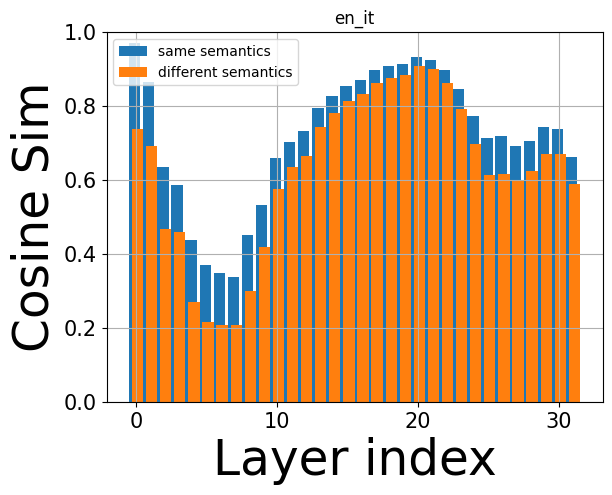 en_it
same semantics
different semantics
Cosine Sim
1.0
0.8
0.6
0.4
0.2
0.0
0 10 20 30
Layer index